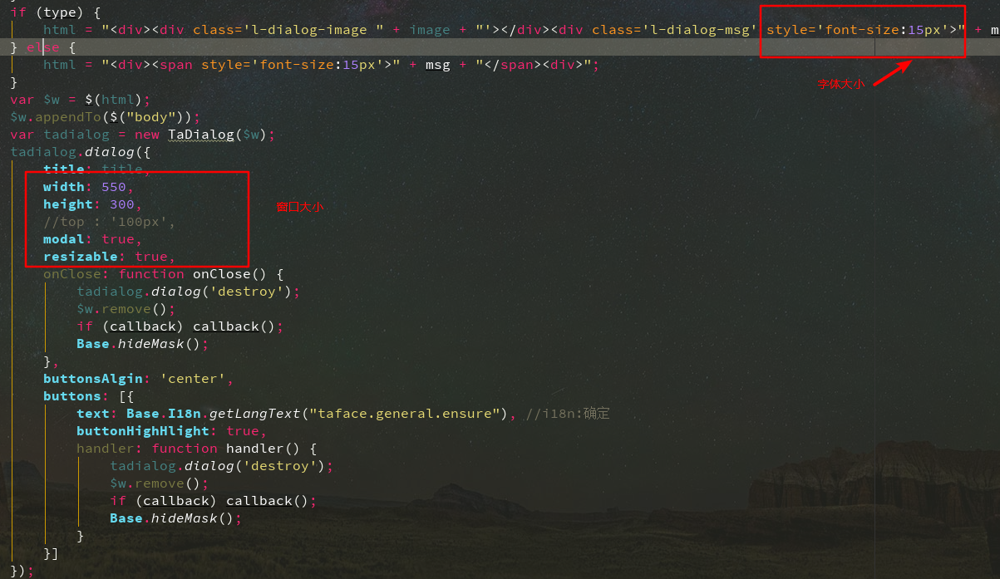 if (type) {
html = "<div><div class='l-dialog-image " + image + "'></div><div class='l-dialog-msg' style='font-size:15px'>" + m
} else {
html = "<div><span style='font-size:15px'>" + msg + "</span><div>";
字体大小
}
var $w = $(html);
$w.appendTo($("body"));
var tadialog = new TaDialog($w);
tadialog.dialog({
title: title,
width: 550,
height: 300,
窗口大小
//top : '100px',
modal: true,
resizable: true,
onClose: function onClose() {
tadialog.dialog('destroy');
$w.remove();
if (callback) callback();
Base.hideMask();
},
buttonsAlgin: 'center',
buttons: [{
text: Base.I18n.getLangText("taface.general.ensure"), //i18n:确定
buttonHighHlight: true,
handler: function handler() {
tadialog.dialog('destroy');
$w.remove();
if (callback) callback();
Base.hideMask();
}
}]
});